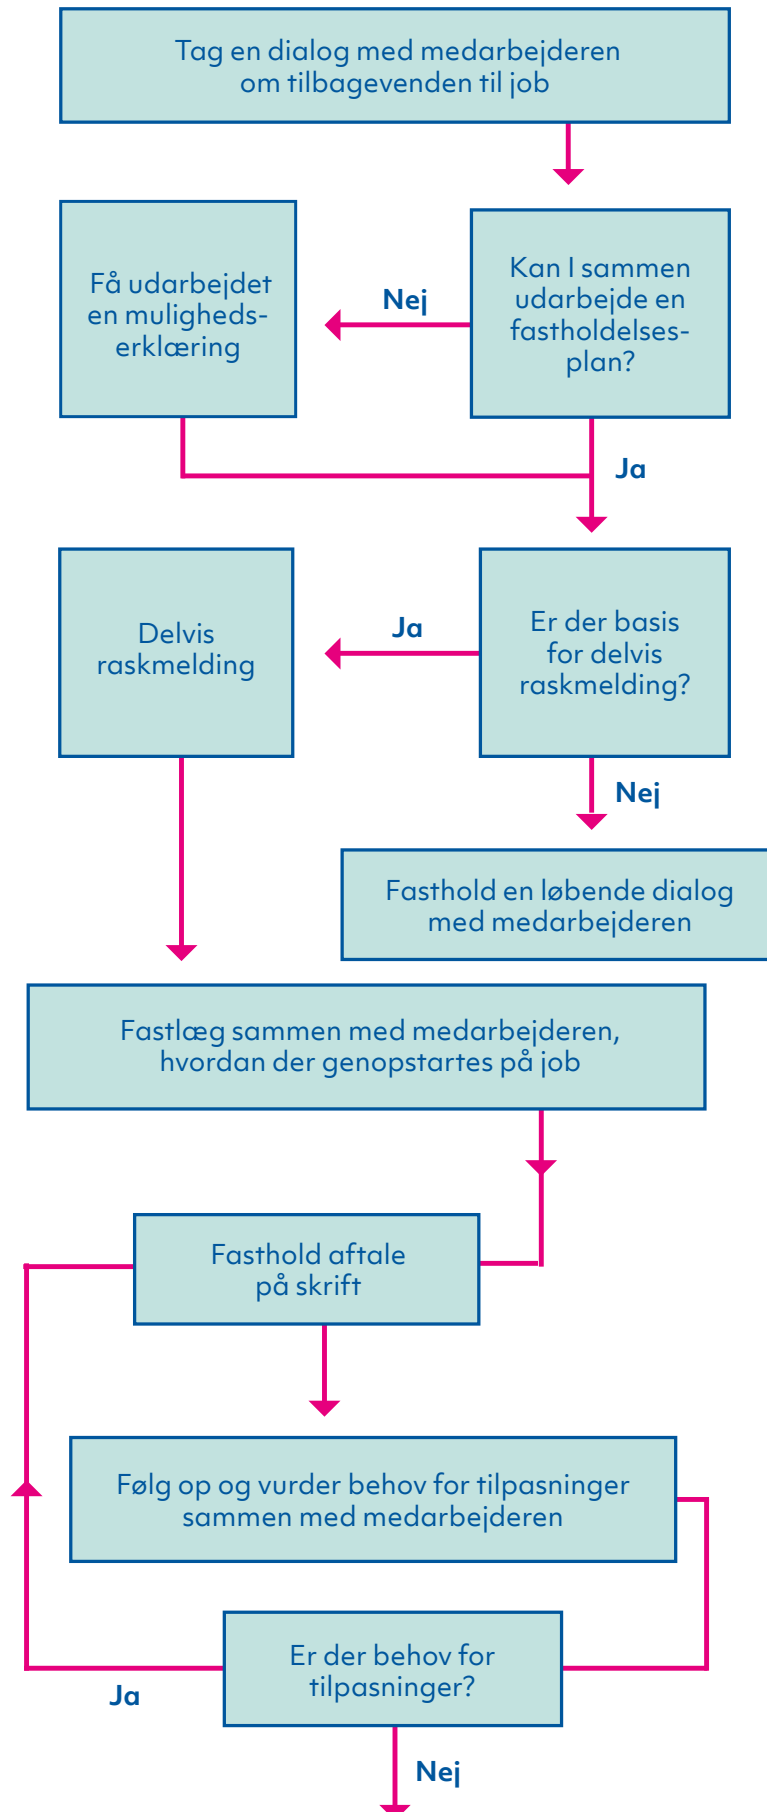 Tag en dialog med medarbejderen
om tilbagevenden til job
Kan I sammen
udarbejde en
fastholdelses-
plan?
Nej
Få udarbejdet
en muligheds-
erklæring
Ja
Er der basis
for delvis
raskmelding?
Ja
Delvis
raskmelding
Nej
Fasthold en løbende dialog
med medarbejderen
Fastlæg sammen med medarbejderen,
hvordan der genopstartes på job
Fasthold aftale
på skrift
Følg op og vurder behov for tilpasninger
sammen med medarbejderen
Er der behov for
tilpasninger?
Ja
Nej